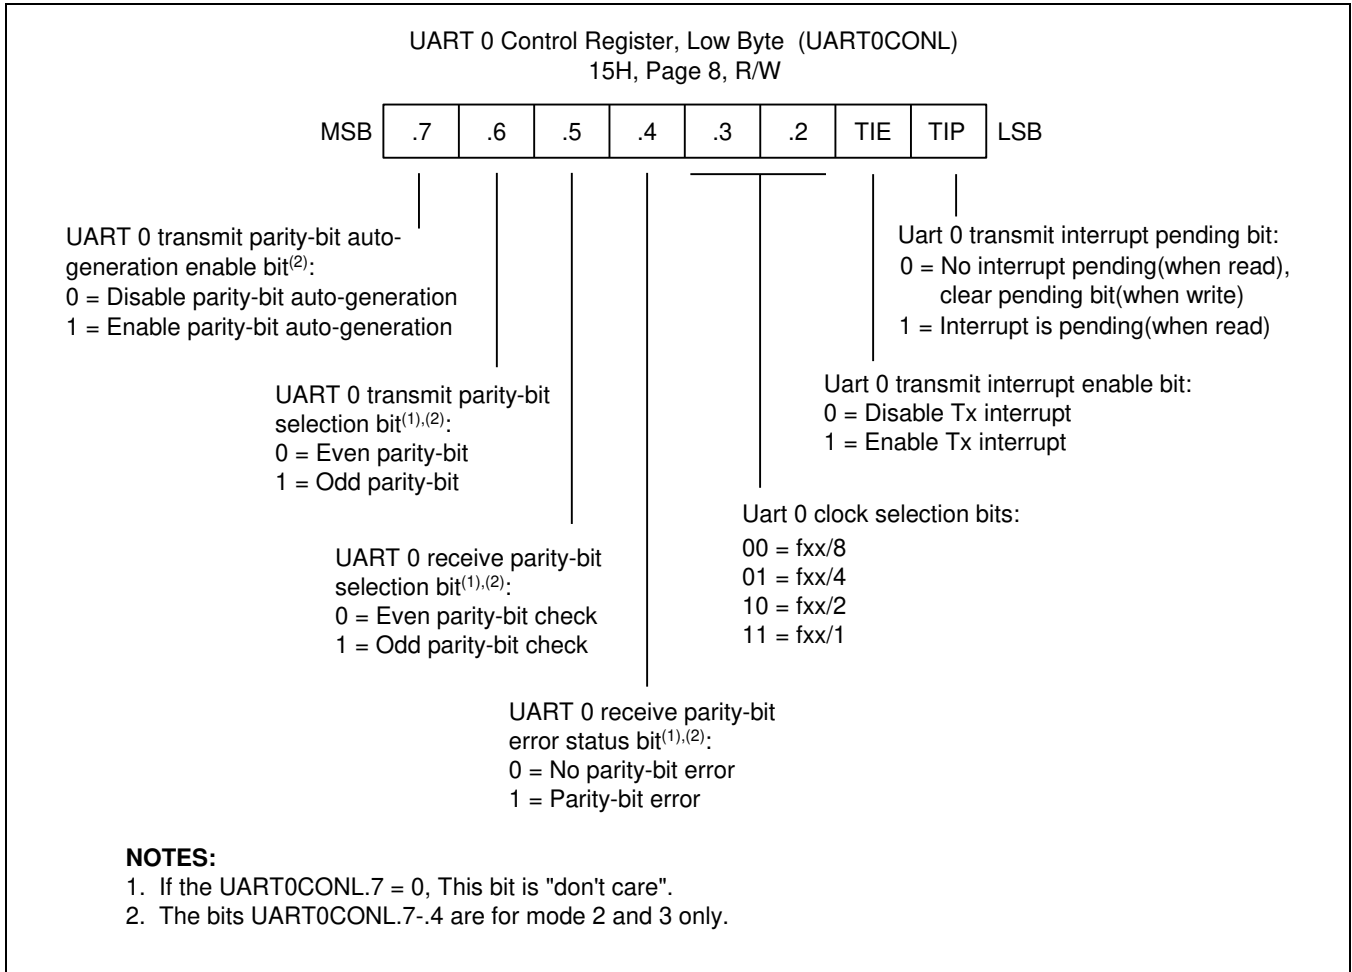 UART 0 Control Register, Low Byte (UART0CONL)
15H, Page 8, R/W
MSB .7 .6 .5 .4 .3 .2 TIE TIP LSB
UART 0 transmit parity-bit auto-
generation enable bit(2):
0 = Disable parity-bit auto-generation
1 = Enable parity-bit auto-generation
Uart 0 transmit interrupt pending bit:
0 = No interrupt pending(when read),
clear pending bit(when write)
1 = Interrupt is pending(when read)
UART 0 transmit parity-bit
selection bit(1),(2):
0 = Even parity-bit
1 = Odd parity-bit
Uart 0 transmit interrupt enable bit:
0 = Disable Tx interrupt
1 = Enable Tx interrupt
UART 0 receive parity-bit
selection bit(1),(2):
0 = Even parity-bit check
1 = Odd parity-bit check
Uart 0 clock selection bits:
00 = fxx/8
01 = fxx/4
10 = fxx/2
11 = fxx/1
UART 0 receive parity-bit
error status bit(1),(2):
0 = No parity-bit error
1 = Parity-bit error
NOTES:
1. If the UART0CONL.7 = 0, This bit is "don't care".
2. The bits UART0CONL.7-.4 are for mode 2 and 3 only.